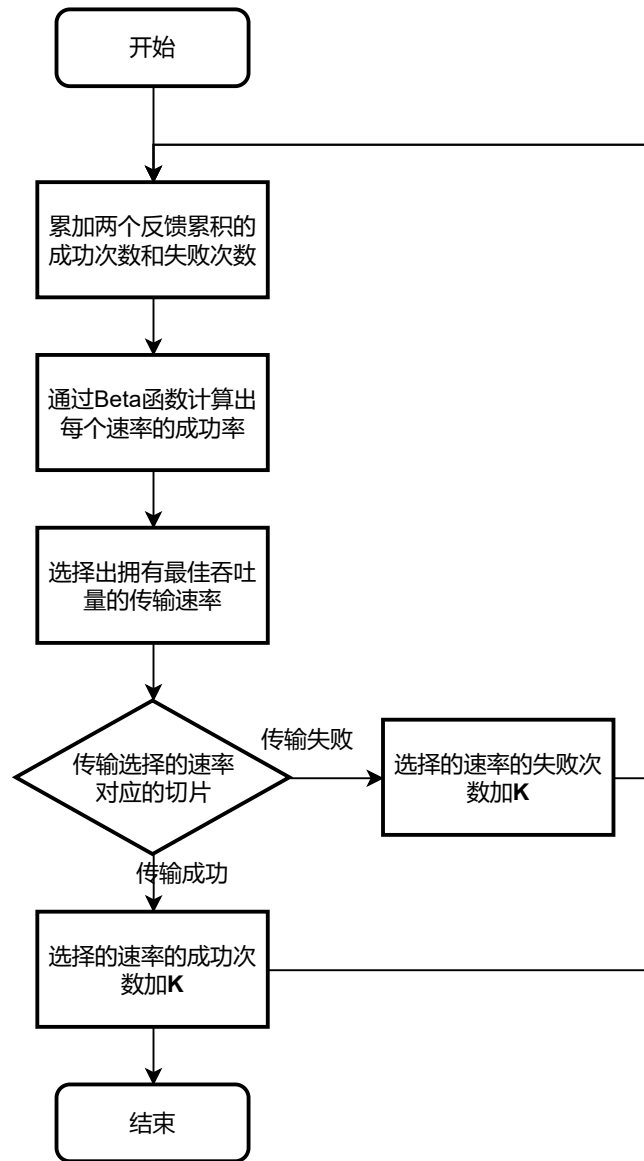 开始
累加两个反馈累积的
成功次数和失败次数
通过Beta函数计算出
每个速率的成功率
选择出拥有最佳吞吐
量的传输速率
传输选择的速率
对应的切片
传输失败
选择的速率的失败次
数加K
传输成功
选择的速率的成功次
数加K
结束